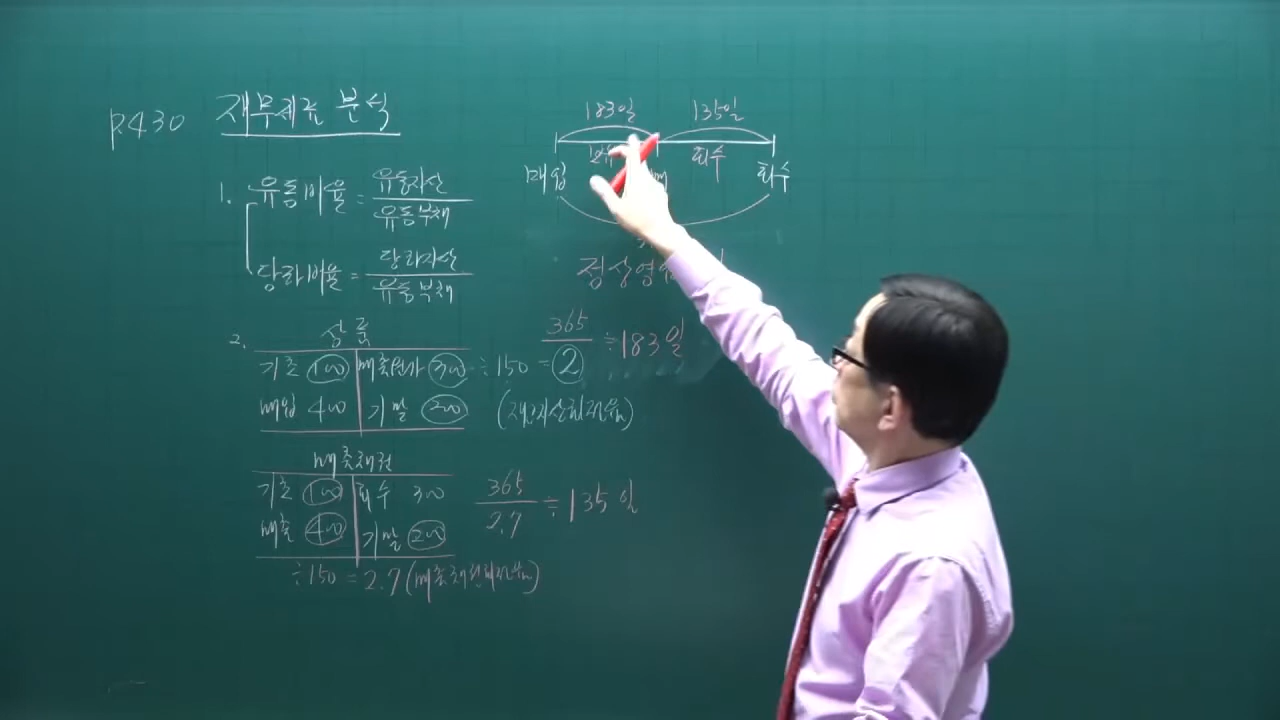 P.430 재무제표 분석
1. 유동비율 = 유동자산
유동부채
당좌비율 = 당좌자산
유동부채
2. 상품
기초 100 매출원가 300 ÷150 = 2
매입 400 기말 200 (재고자산회전율)
365 ≒ 183일
매출채권
기초 100 회수 300
매출 400 기말 200
÷150 = 2.7 (매출채권회전율)
365
2.7 ≒ 135일
183일 135일
회수
매입 회수
정상영